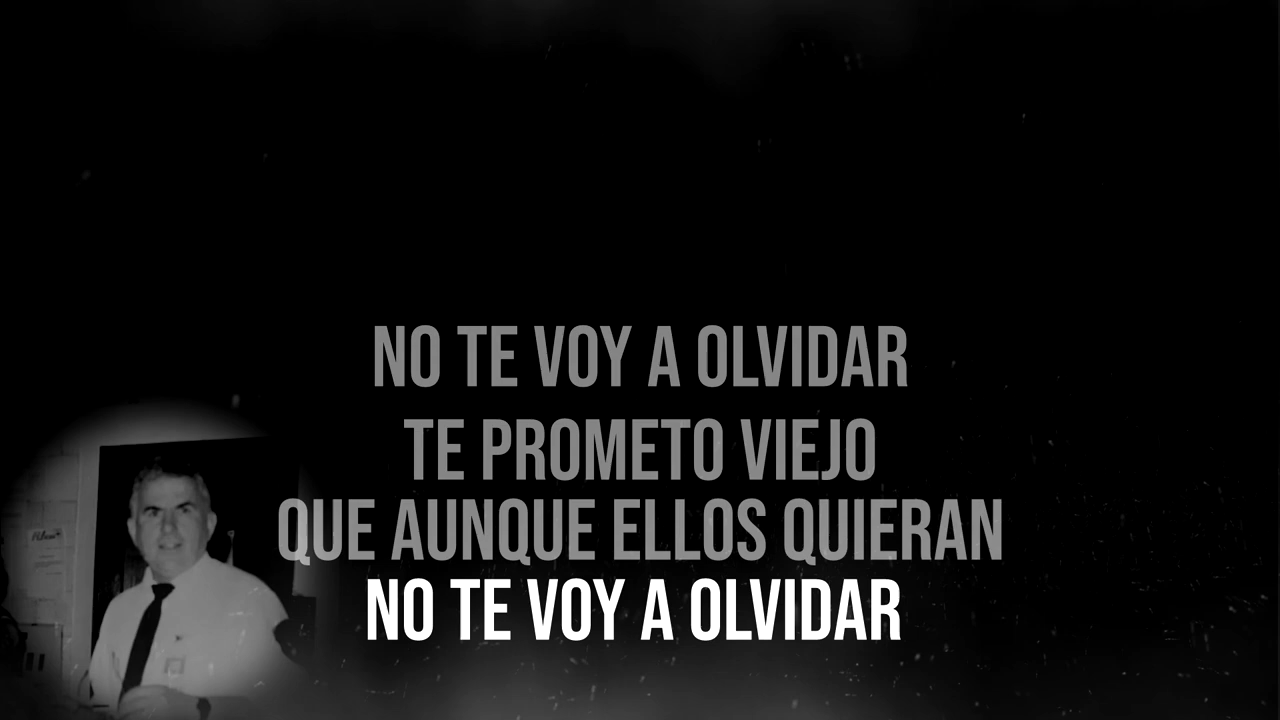 NO TE VOY A OLVIDAR
TE PROMETO VIEJO
QUE AUNQUE ELLOS QUIERAN
NO TE VOY A OLVIDAR